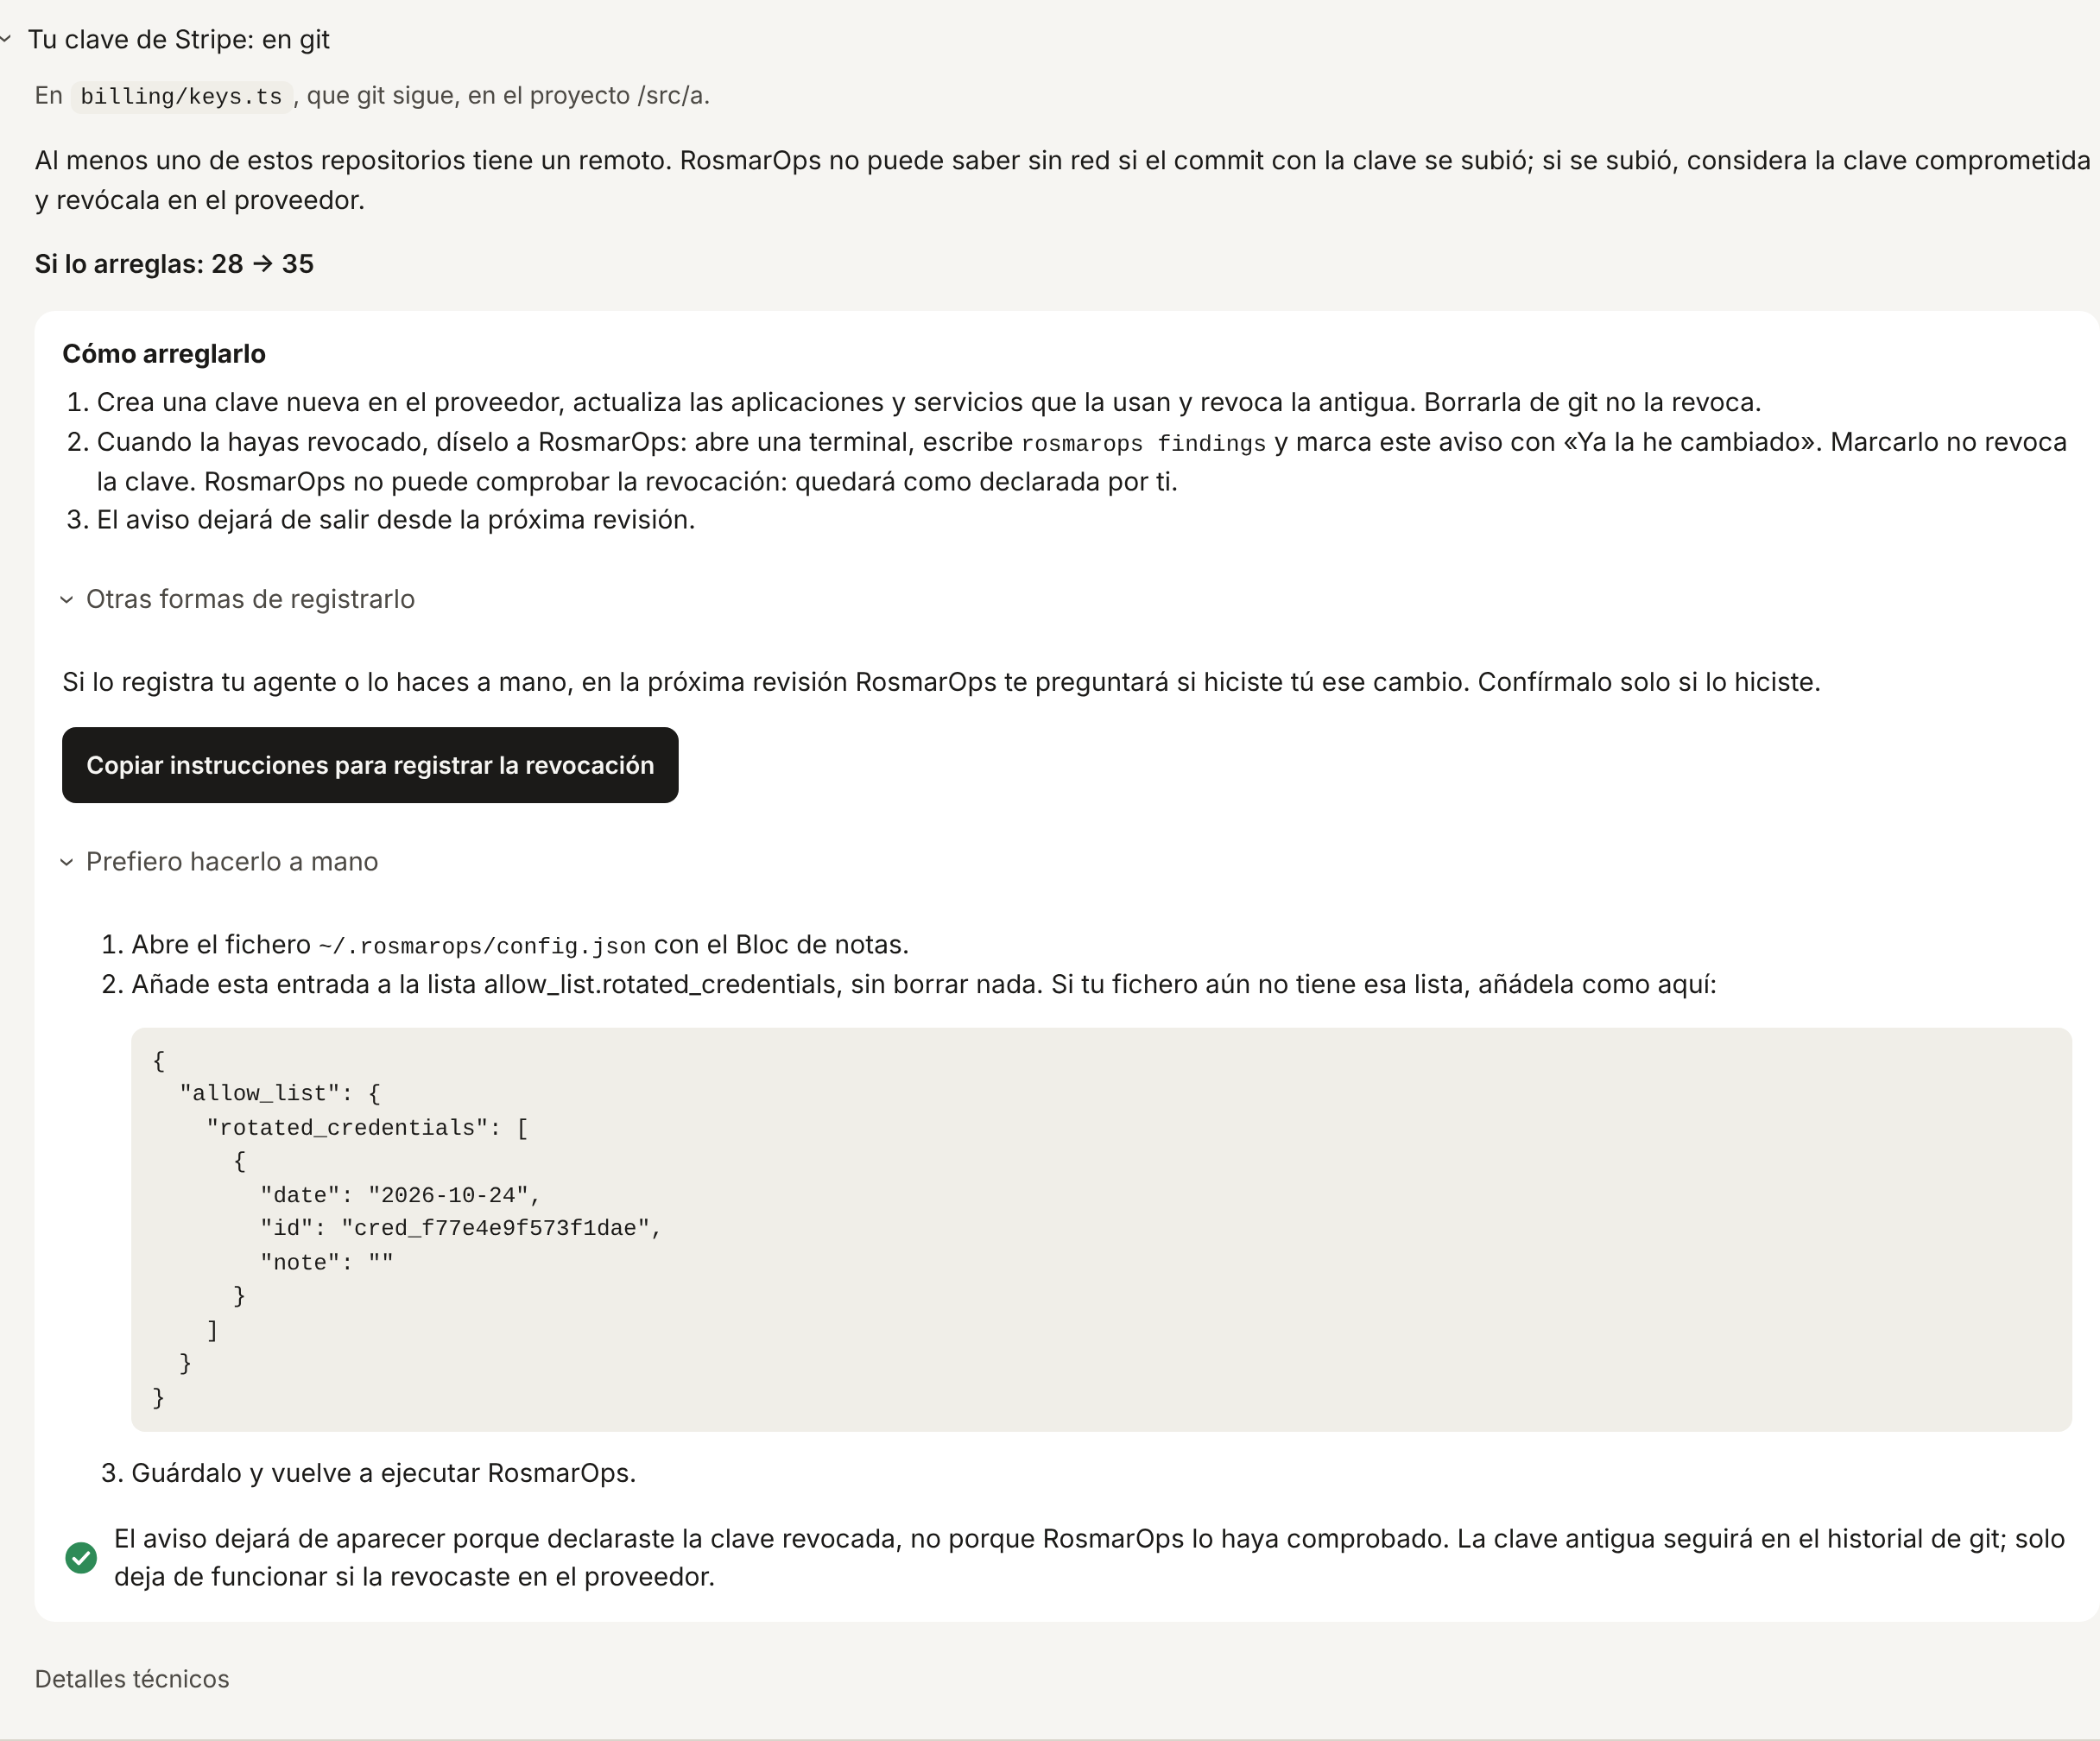 Tu clave de Stripe: en git
En billing/keys.ts, que git sigue, en el proyecto /src/a.
Al menos uno de estos repositorios tiene un remoto. RosmarOps no puede saber sin red si el commit con la clave se subió; si se subió, considera la clave comprometida
y revócala en el proveedor.
Si lo arreglas: 28 → 35
Cómo arreglarlo
1. Crea una clave nueva en el proveedor, actualiza las aplicaciones y servicios que la usan y revoca la antigua. Borrarla de git no la revoca.
2. Cuando la hayas revocado, díselo a RosmarOps: abre una terminal, escribe rosmarops findings y marca este aviso con «Ya la he cambiado». Marcarlo no revoca
la clave. RosmarOps no puede comprobar la revocación: quedará como declarada por ti.
3. El aviso dejará de salir desde la próxima revisión.
Otras formas de registrarlo
Si lo registra tu agente o lo haces a mano, en la próxima revisión RosmarOps te preguntará si hiciste tú ese cambio. Confírmalo solo si lo hiciste.
Copiar instrucciones para registrar la revocación
Prefiero hacerlo a mano
1. Abre el fichero ~/.rosmarops/config.json con el Bloc de notas.
2. Añade esta entrada a la lista allow_list.rotated_credentials, sin borrar nada. Si tu fichero aún no tiene esa lista, añádela como aquí:
{
  "allow_list": {
    "rotated_credentials": [
      {
        "date": "2026-10-24",
        "id": "cred_f77e4e9f573f1dae",
        "note": ""
      }
    ]
  }
}
3. Guárdalo y vuelve a ejecutar RosmarOps.
El aviso dejará de aparecer porque declaraste la clave revocada, no porque RosmarOps lo haya comprobado. La clave antigua seguirá en el historial de git; solo
deja de funcionar si la revocaste en el proveedor.
Detalles técnicos